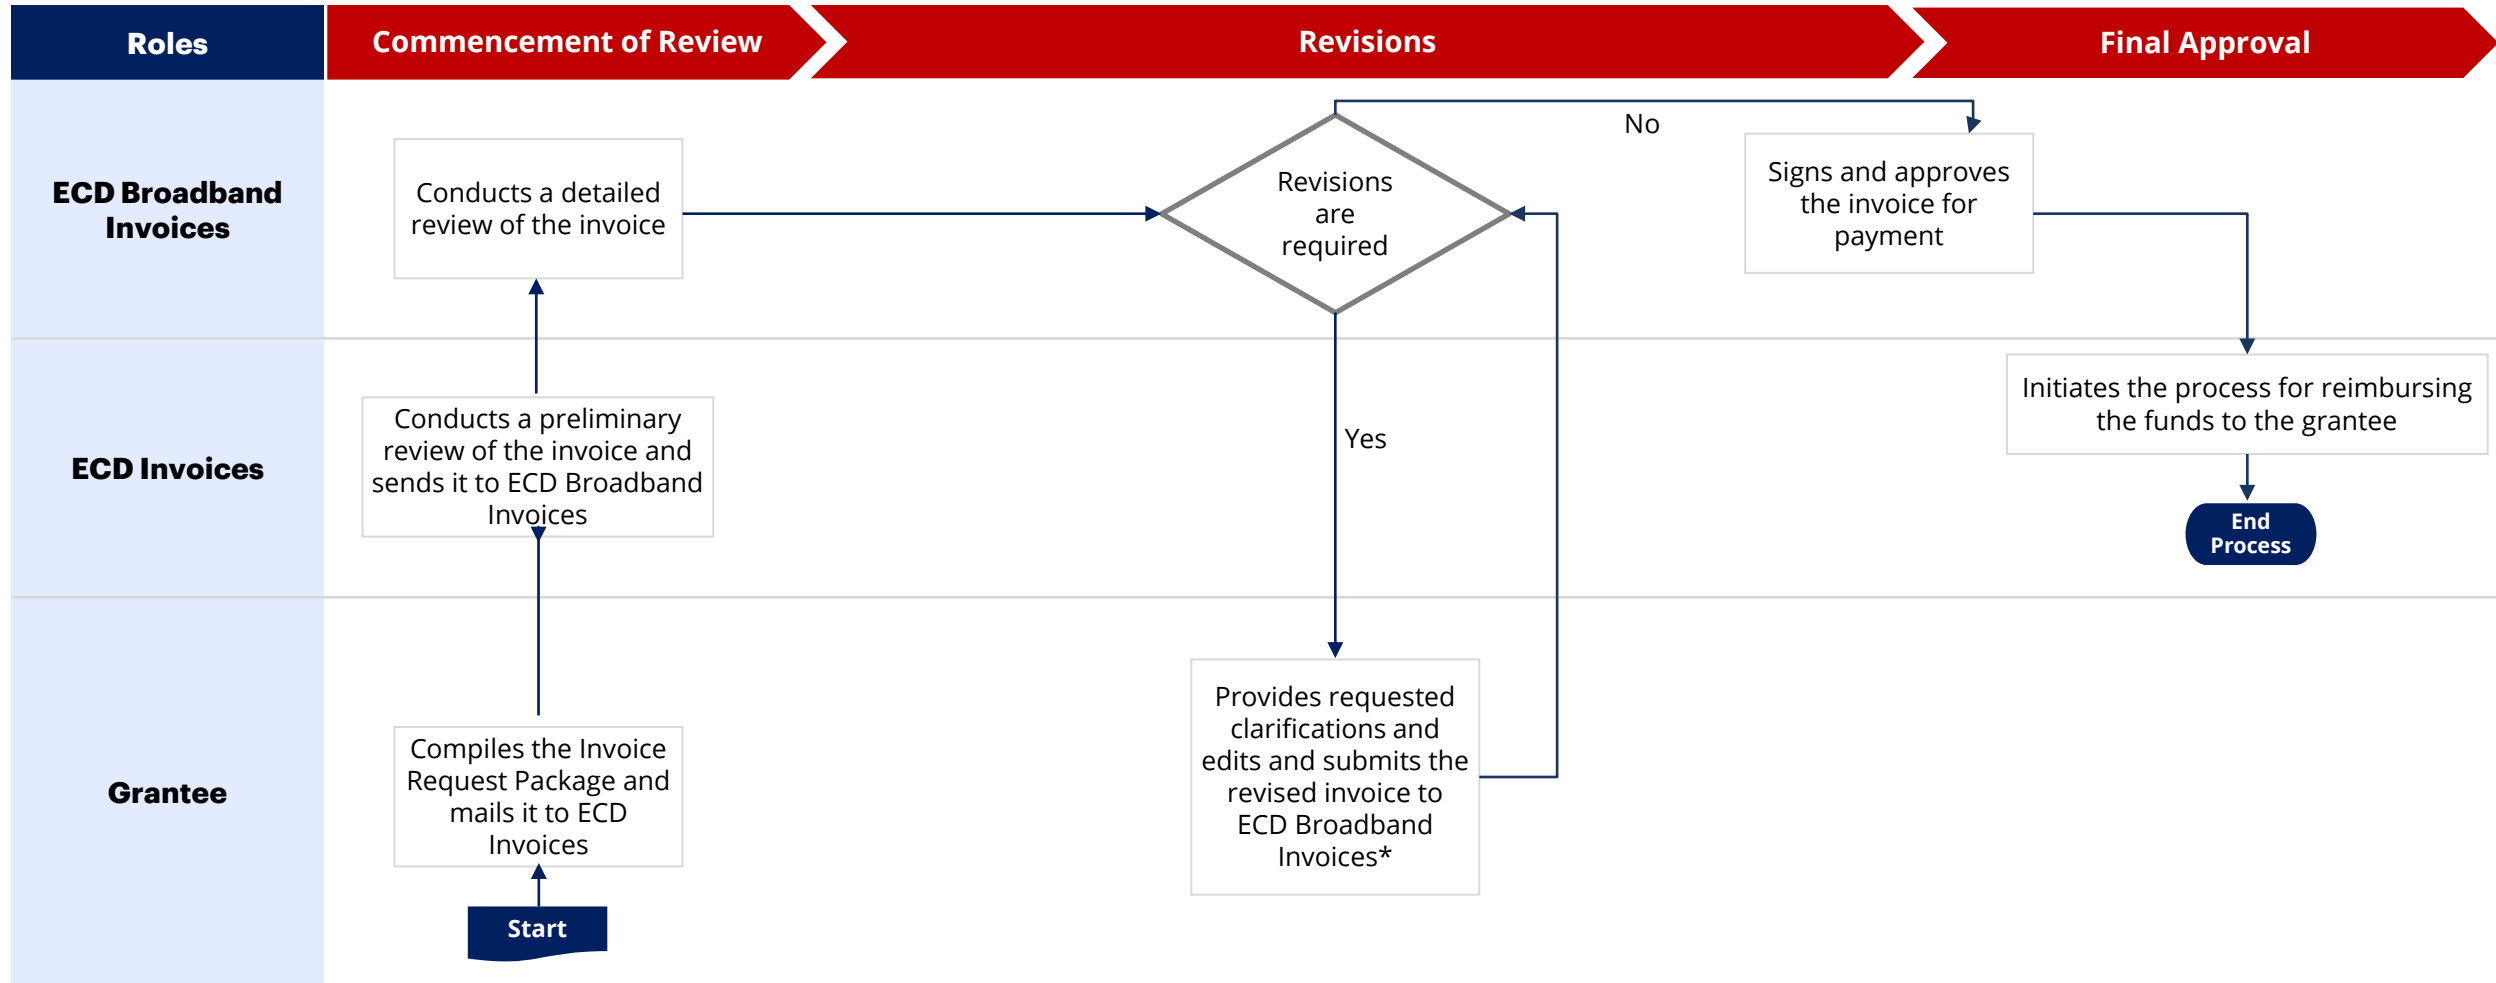 Roles
Commencement of Review
Revisions
Final Approval
ECD Broadband
Invoices
Conducts a detailed
review of the invoice
Revisions
are
required
No
Signs and approves
the invoice for
payment
ECD Invoices
Conducts a preliminary
review of the invoice and
sends it to ECD Broadband
Invoices
Yes
Initiates the process for reimbursing
the funds to the grantee
End
Process
Grantee
Compiles the Invoice
Request Package and
mails it to ECD
Invoices
Start
Provides requested
clarifications and
edits and submits the
revised invoice to
ECD Broadband
Invoices*